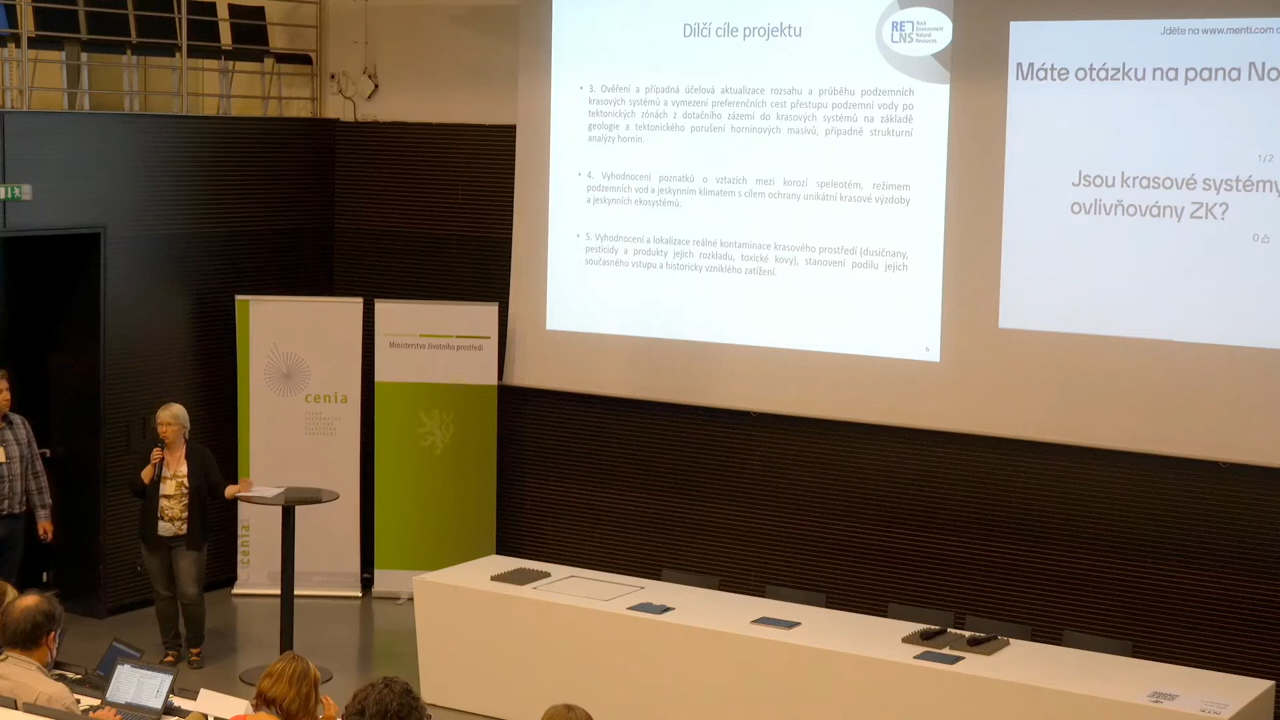 Dílčí cíle projektu
RE
LNS
Rock
Environment
Natural
Resources
• 3. Ověření a případná účelová aktualizace rozsahu a průběhu podzemních
krasových systémů a vymezení preferenčních cest přestupu podzemní vody po
tektonických zónách z dotačního zázemí do krasových systémů na základě
geologie a tektonického porušení horninových masivů, případně strukturní
analýzy hornin.
• 4. Vyhodnocení poznatků o vztazích mezi korozí speleotém, režimem
podzemních vod a jeskynním klimatem s cílem ochrany unikátní krasové výzdoby
a jeskynních ekosystémů.
• 5. Vyhodnocení a lokalizace reálné kontaminace krasového prostředí (dusičnany,
pesticidy a produkty jejich rozkladu, toxické kovy), stanovení podílu jejich
současného vstupu a historicky vzniklého zatížení.
6
Jděte na www.menti.com
Máte otázku na pana No
1/2
Jsou krasové systémy
ovlivňovány ZK?
0
cenia
cenia
Ministerstvo životního prostředí